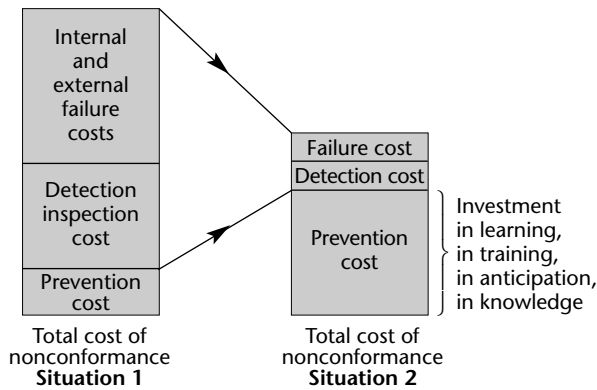 Internal
and
external
failure
costs
Detection
inspection
cost
Prevention
cost
Total cost of
nonconformance
Situation 1
Failure cost
Detection cost
Prevention
cost
Total cost of
nonconformance
Situation 2
Investment
in learning,
in training,
in anticipation,
in knowledge